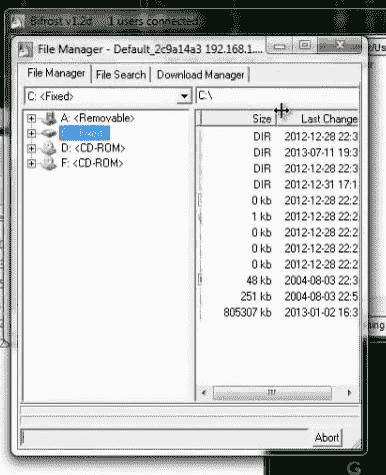 Bifrost v1.2d 1 users connected
File Manager - Default_2c9a14a3 192.168.1....
File Manager File Search Download Manager
C: <Fixed> C:\
A: <Removable>
D: <CD-ROM>
F: <CD-ROM>
Size Last Change
DIR 2012-12-28 22:3
DIR 2013-07-11 19:3
DIR 2012-12-28 22:3
DIR 2012-12-31 17:1
0 kb 2012-12-28 22:2
1 kb 2012-12-28 22:2
0 kb 2012-12-28 22:2
0 kb 2012-12-28 22:2
0 kb 2012-12-28 22:2
48 kb 2004-08-03 22:3
251 kb 2004-08-03 22:5
805307 kb 2013-01-02 16:3
Abort
G